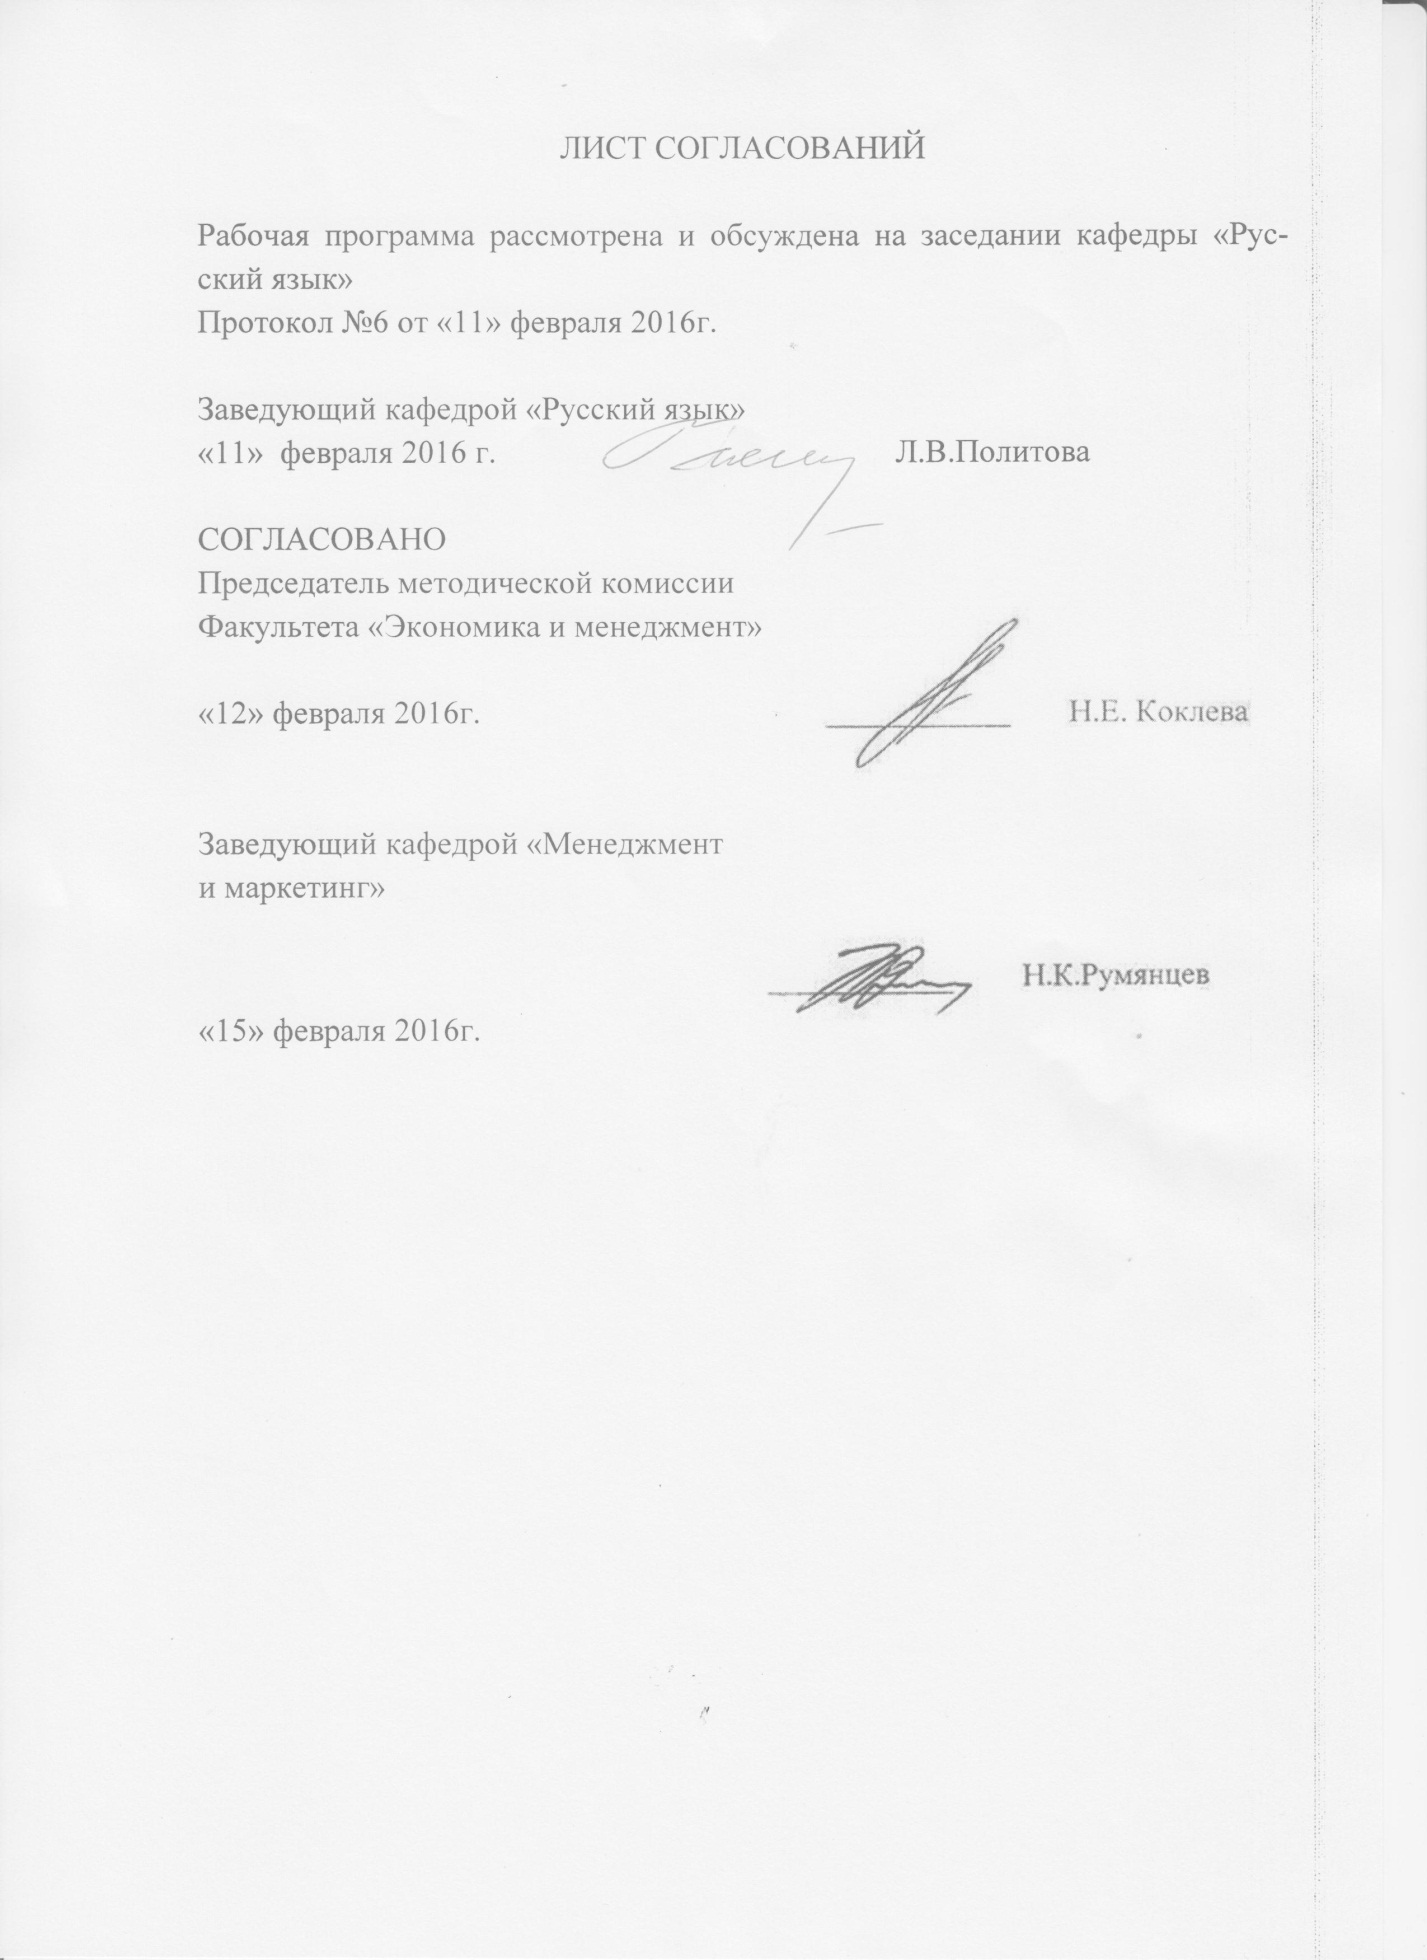 ЛИСТ СОГЛАСОВАНИЙ
Рабочая программа рассмотрена и обсуждена на заседании кафедры «Рус-
ский язык»
Протокол №6 от «11» февраля 2016г.
Заведующий кафедрой «Русский язык»
«11» февраля 2016 г. Л.В.Политова
СОГЛАСОВАНО
Председатель методической комиссии
Факультета «Экономика и менеджмент»
«12» февраля 2016г. Н.Е. Коклева
Заведующий кафедрой «Менеджмент
и маркетинг»
Н.К.Румянцев
«15» февраля 2016г.